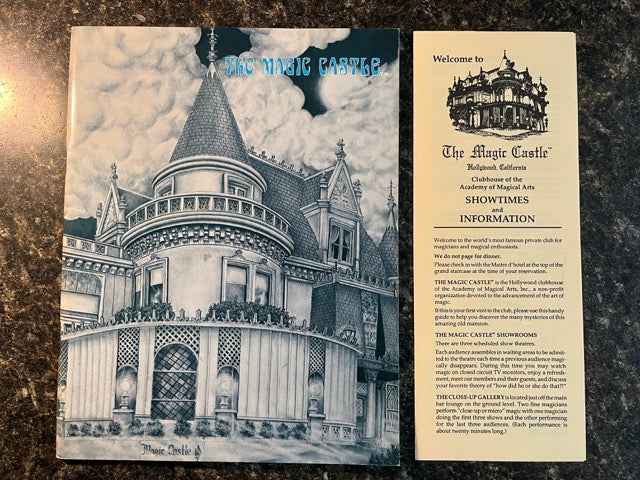 THE MAGIC CASTLE
Magic Castle
Welcome to
The Magic Castle™
Hollywood, California
Clubhouse of the
Academy of Magical Arts
SHOWTIMES
and
INFORMATION
Welcome to the world's most famous private club for
magicians and magical enthusiasts.
We do not page for dinner.
Please check in with the Maitre d'hotel at the top of the
grand staircase at the time of your reservation.
THE MAGIC CASTLE™ is the Hollywood clubhouse
of the Academy of Magical Arts, Inc., a non-profit
organization devoted to the advancement of the art of
magic.
If this is your first visit to the club, please use this handy
guide to help you discover the many mysteries of this
amazing old mansion.
THE MAGIC CASTLE™ SHOWROOMS
There are three scheduled show theatres.
Each audience assembles in waiting areas to be admit-
ted to the theatre each time a previous audience magi-
cally disappears. During this time you may watch
magic on closed circuit TV monitors, enjoy a refresh-
ment, meet our members and their guests, and discuss
your favorite theory of "how did he or she do that?!"
THE CLOSE-UP GALLERY is located just off the main
bar lounge on the ground level. Two fine magicians
perform "close-up or micro" magic with one magician
doing the first three shows and the other performing
for the last three audiences. (Each performance is
about twenty minutes long.)